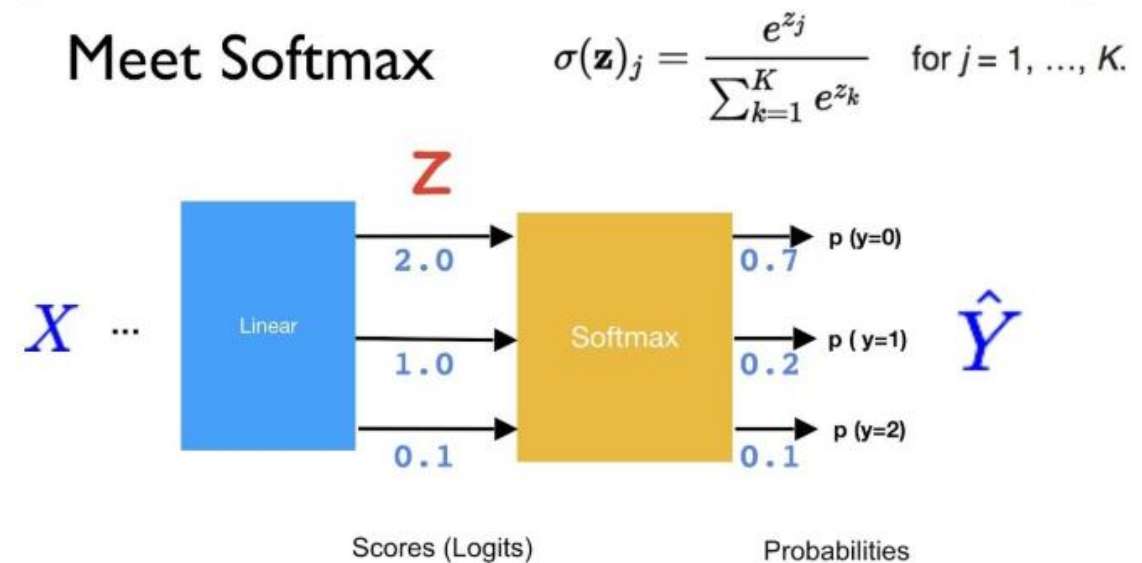 Meet Softmax
σ(z)_j = e^{z_j} / ∑_{k=1}^{K} e^{z_k} for j = 1, ..., K.
Z
2.0
0.7
p (y=0)
X ... Linear
Softmax
1.0
0.2
p ( y=1)
Ŷ
0.1
0.1
p (y=2)
Scores (Logits)
Probabilities